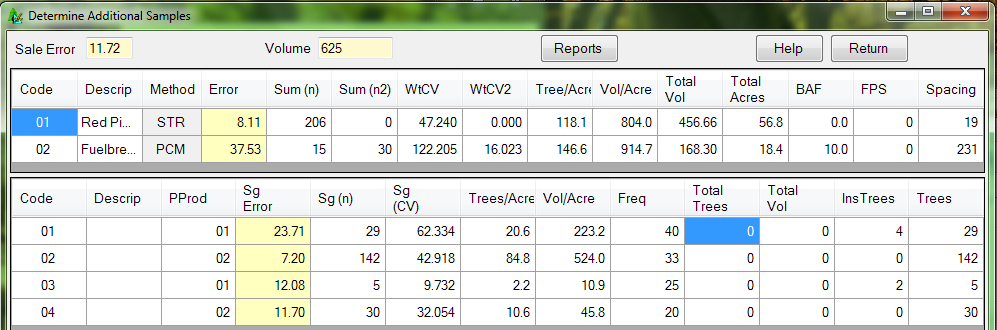 Determine Additional Samples
Sale Error 11.72 Volume 625 Reports Help Return
Code Descrip Method Error Sum (n) Sum (n2) WtCV WtCV2 Tree/Acre Vol/Acre Total Vol Total Acres BAF FPS Spacing
01 Red Pi... STR 8.11 206 0 47.240 0.000 118.1 804.0 456.66 56.8 0.0 0 19
02 Fuelbre... PCM 37.53 15 30 122.205 16.023 146.6 914.7 168.30 18.4 10.0 0 231
Code Descrip PProd Sg Error Sg (n) Sg (CV) Trees/Acre Vol/Acre Freq Total Trees Total Vol InsTrees Trees
01 01 23.71 29 62.334 20.6 223.2 40 0 0 4 29
02 02 7.20 142 42.918 84.8 524.0 33 0 0 0 142
03 01 12.08 5 9.732 2.2 10.9 25 0 0 2 5
04 02 11.70 30 32.054 10.6 45.8 20 0 0 0 30